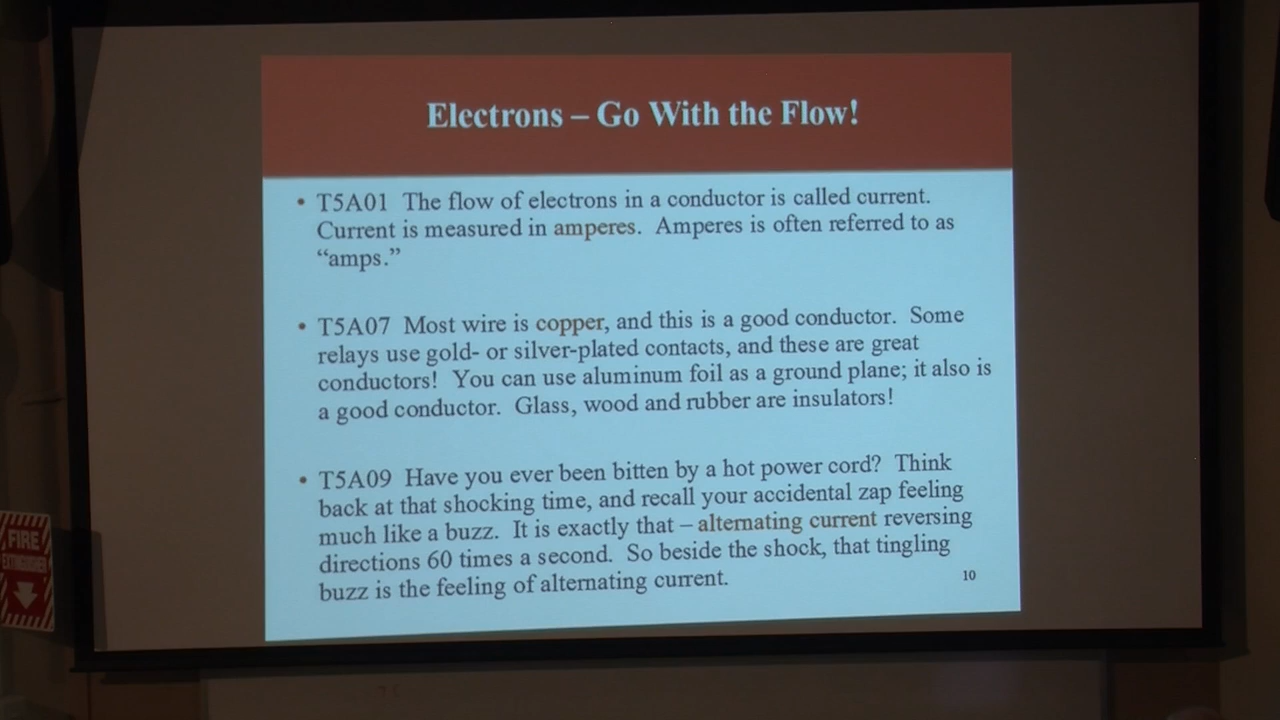 Electrons – Go With the Flow!
• T5A01 The flow of electrons in a conductor is called current.
Current is measured in amperes. Amperes is often referred to as
“amps.”
• T5A07 Most wire is copper, and this is a good conductor. Some
relays use gold- or silver-plated contacts, and these are great
conductors! You can use aluminum foil as a ground plane; it also is
a good conductor. Glass, wood and rubber are insulators!
• T5A09 Have you ever been bitten by a hot power cord? Think
back at that shocking time, and recall your accidental zap feeling
much like a buzz. It is exactly that – alternating current reversing
directions 60 times a second. So beside the shock, that tingling
buzz is the feeling of alternating current.
10
FIRE
EXTINGUISHER